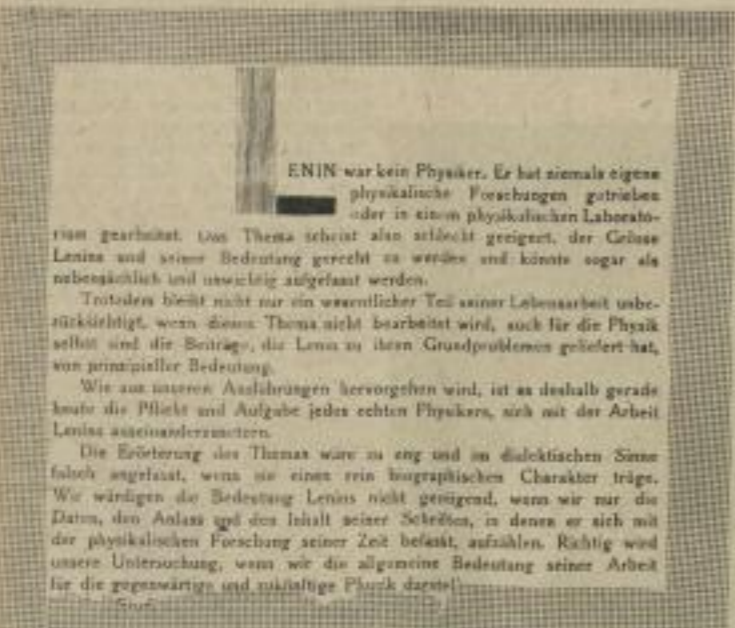 LENIN war kein Physiker. Er hat niemals eigene
physikalische Forschungen getrieben
oder in einem physikalischen Laborato-
rium gearbeitet. Das Thema scheint also schlecht geeignet, der Grösse
Lenins und seiner Bedeutung gerecht zu werden und könnte sogar als
nebensächlich und unwichtig aufgefasst werden.
Trotzdem bleibt nicht nur ein wesentlicher Teil seiner Lebensarbeit unbe-
rücksichtigt, wenn dieses Thema nicht bearbeitet wird, auch für die Physik
selbst sind die Beiträge, die Lenin zu ihren Grundproblemen geliefert hat,
von prinzipieller Bedeutung.
Wie aus unseren Ausführungen hervorgehen wird, ist es deshalb gerade
heute die Pflicht und Aufgabe jedes echten Physikers, sich mit der Arbeit
Lenins auseinanderzusetzen.
Die Erörterung des Themas wäre zu eng und im dialektischen Sinne
falsch angefasst, wenn sie einen rein biographischen Charakter trüge.
Wir würdigen die Bedeutung Lenins nicht genügend, wenn wir nur die
Daten, den Anlass und den Inhalt seiner Schriften, in denen er sich mit
der physikalischen Forschung seiner Zeit befasst, aufzählen. Richtig wird
unsere Untersuchung, wenn wir die allgemeine Bedeutung seiner Arbeit
für die gegenwärtige und zukünftige Physik